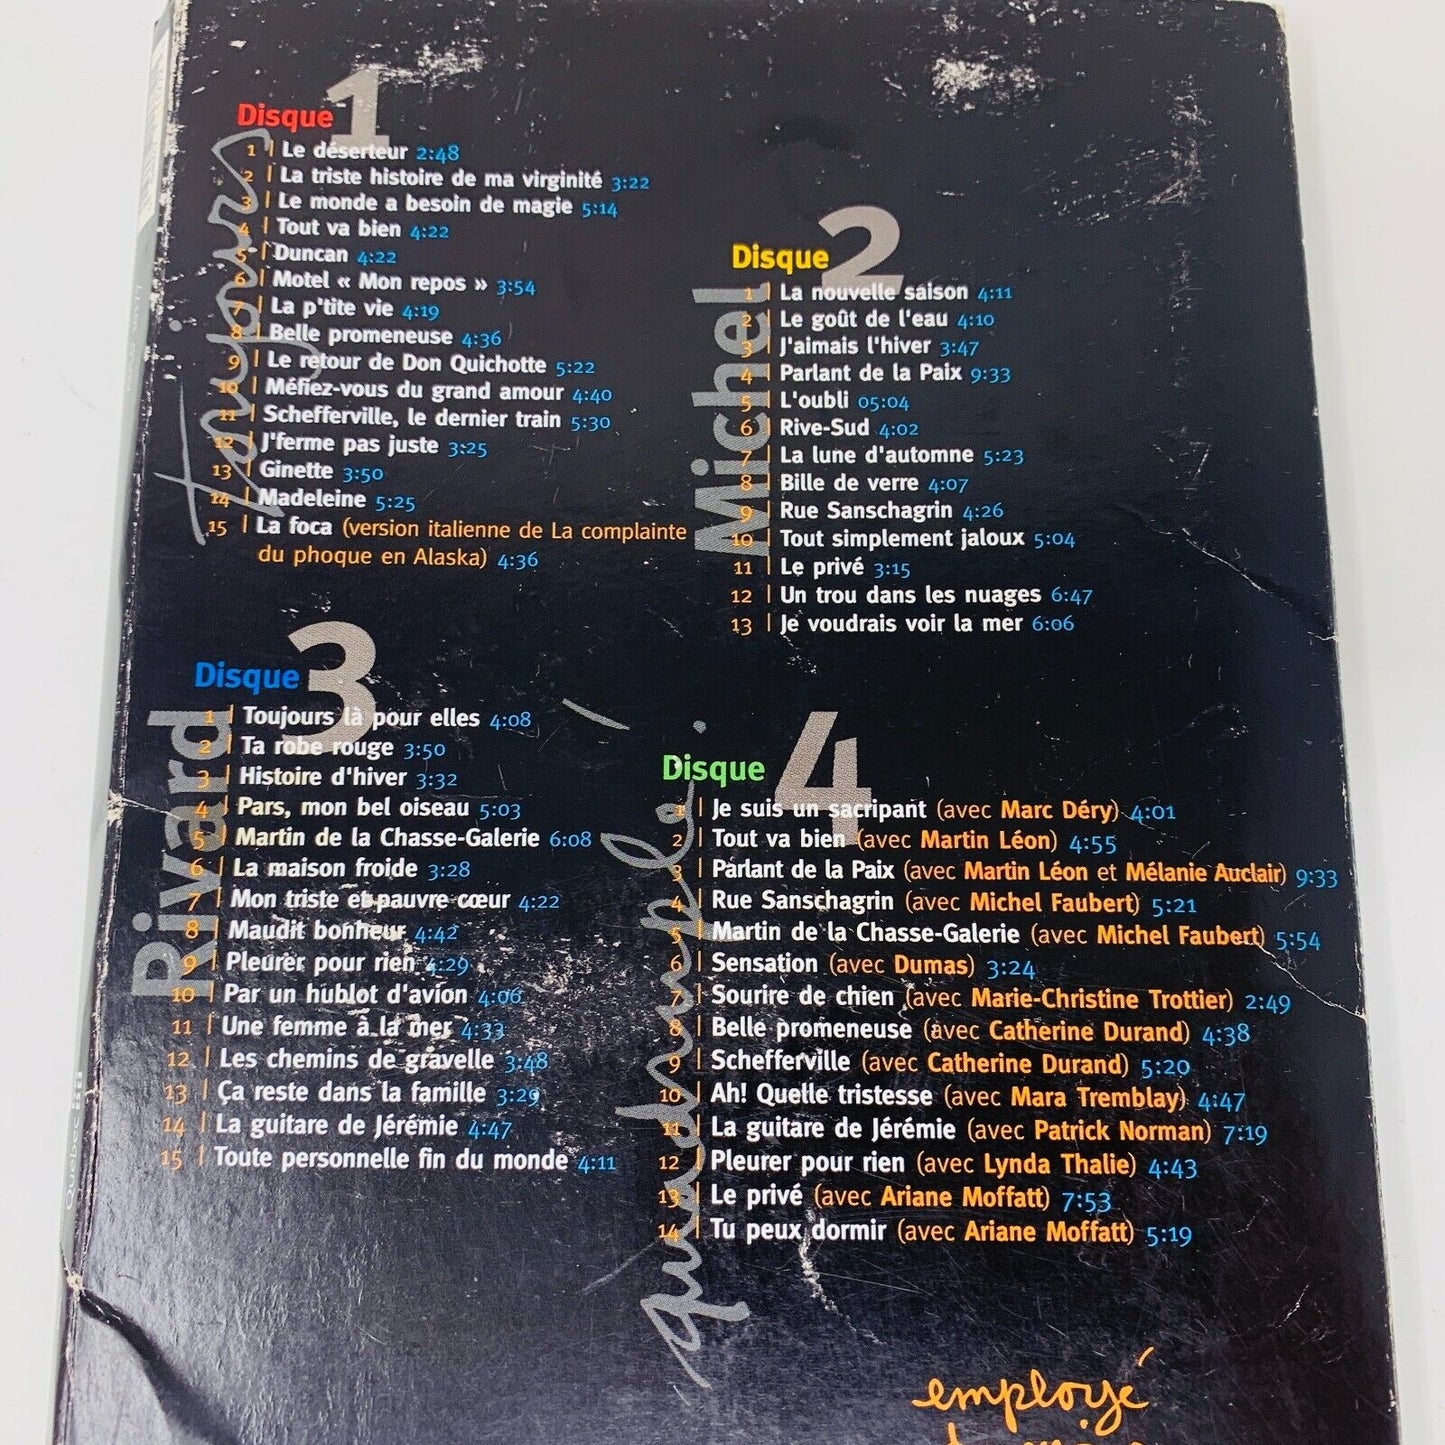 Disque 1
1 | Le déserteur 2:48
2 | La triste histoire de ma virginité 3:22
3 | Le monde a besoin de magie 5:14
4 | Tout va bien 4:22
5 | Duncan 4:22
6 | Motel « Mon repos » 3:54
7 | La p'tite vie 4:19
8 | Belle promeneuse 4:36
9 | Le retour de Don Quichotte 5:22
10 | Méfiez-vous du grand amour 4:40
11 | Schefferville, le dernier train 5:30
12 | J'ferme pas juste 3:25
13 | Ginette 3:50
14 | Madeleine 5:25
15 | La foca (version italienne de La complainte
du phoque en Alaska) 4:36
toujours
Disque 2
1 | La nouvelle saison 4:11
2 | Le goût de l'eau 4:10
3 | J'aimais l'hiver 3:47
4 | Parlant de la Paix 9:33
5 | L'oubli 05:04
6 | Rive-Sud 4:02
7 | La lune d'automne 5:23
8 | Bille de verre 4:07
9 | Rue Sanschagrin 4:26
10 | Tout simplement jaloux 5:04
11 | Le privé 3:15
12 | Un trou dans les nuages 6:47
13 | Je voudrais voir la mer 6:06
Michel
Disque 3
1 | Toujours là pour elles 4:08
2 | Ta robe rouge 3:50
3 | Histoire d'hiver 3:32
4 | Pars, mon bel oiseau 5:03
5 | Martin de la Chasse-Galerie 6:08
6 | La maison froide 3:28
7 | Mon triste et pauvre cœur 4:22
8 | Maudit bonheur 4:42
9 | Pleurer pour rien 4:29
10 | Par un hublot d'avion 4:06
11 | Une femme à la mer 4:33
12 | Les chemins de gravelle 3:48
13 | Ça reste dans la famille 3:29
14 | La guitare de Jérémie 4:47
15 | Toute personnelle fin du monde 4:11
Rivard
Disque 4
1 | Je suis un sacripant (avec Marc Déry) 4:01
2 | Tout va bien (avec Martin Léon) 4:55
3 | Parlant de la Paix (avec Martin Léon et Mélanie Auclair) 9:33
4 | Rue Sanschagrin (avec Michel Faubert) 5:21
5 | Martin de la Chasse-Galerie (avec Michel Faubert) 5:54
6 | Sensation (avec Dumas) 3:24
7 | Sourire de chien (avec Marie-Christine Trottier) 2:49
8 | Belle promeneuse (avec Catherine Durand) 4:38
9 | Schefferville (avec Catherine Durand) 5:20
10 | Ah! Quelle tristesse (avec Mara Tremblay) 4:47
11 | La guitare de Jérémie (avec Patrick Norman) 7:19
12 | Pleurer pour rien (avec Lynda Thalie) 4:43
13 | Le privé (avec Ariane Moffatt) 7:53
14 | Tu peux dormir (avec Ariane Moffatt) 5:19
quadruple
employé
Québec